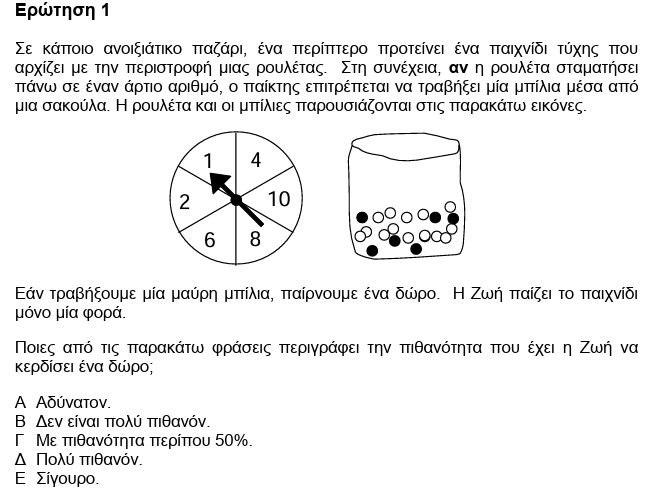 Ερώτηση 1
Σε κάποιο ανοιξιάτικο παζάρι, ένα περίπτερο προτείνει ένα παιχνίδι τύχης που
αρχίζει με την περιστροφή μιας ρουλέτας. Στη συνέχεια, αν η ρουλέτα σταματήσει
πάνω σε έναν άρτιο αριθμό, ο παίκτης επιτρέπεται να τραβήξει μία μπίλια μέσα από
μια σακούλα. Η ρουλέτα και οι μπίλιες παρουσιάζονται στις παρακάτω εικόνες.
1 4
2 10
6 8
Εάν τραβήξουμε μία μαύρη μπίλια, παίρνουμε ένα δώρο. Η Ζωή παίζει το παιχνίδι
μόνο μία φορά.
Ποιες από τις παρακάτω φράσεις περιγράφει την πιθανότητα που έχει η Ζωή να
κερδίσει ένα δώρο;
Α Αδύνατον.
Β Δεν είναι πολύ πιθανόν.
Γ Με πιθανότητα περίπου 50%.
Δ Πολύ πιθανόν.
Ε Σίγουρο.